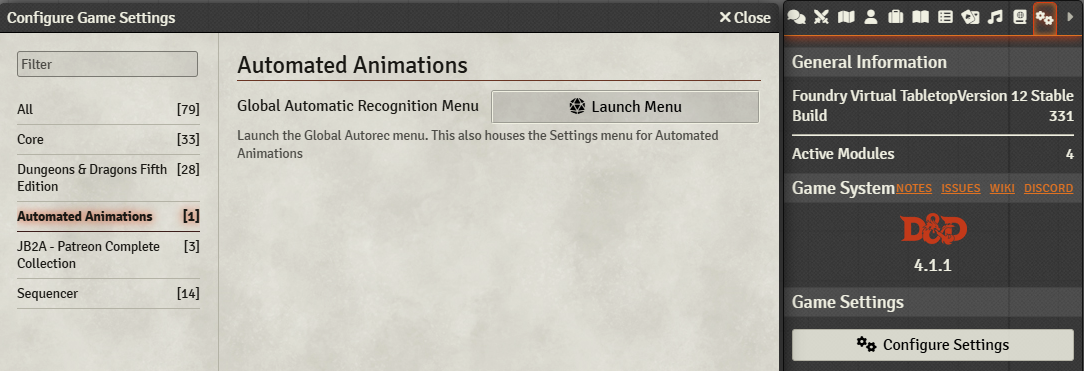 Configure Game Settings
Close
Filter
All [79]
Core [33]
Dungeons & Dragons Fifth [28]
Edition
Automated Animations [1]
JB2A - Patreon Complete [3]
Collection
Sequencer [14]
Automated Animations
Global Automatic Recognition Menu
Launch Menu
Launch the Global Autorec menu. This also houses the Settings menu for Automated
Animations
General Information
Foundry Virtual TabletopVersion 12 Stable
Build 331
Active Modules 4
Game System NOTES ISSUES WIKI DISCORD
D&D
4.1.1
Game Settings
Configure Settings